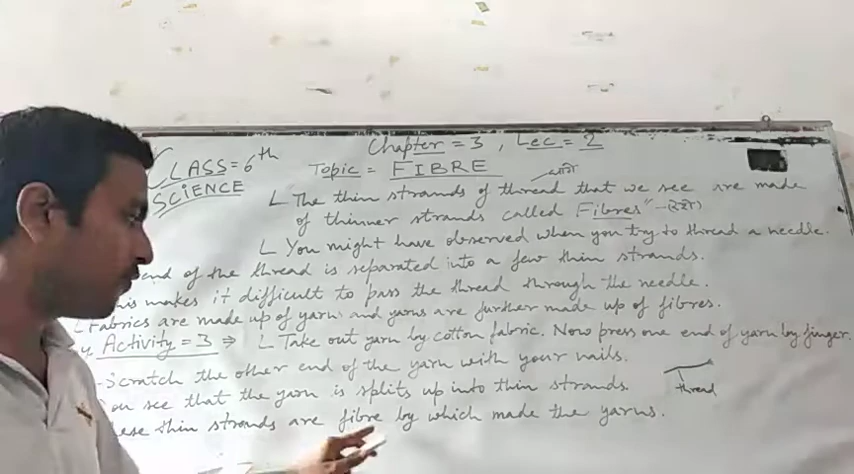 Chapter = 3 , Lec = 2
CLASS = 6th
SCIENCE
Topic = FIBRE
धागे
The thin strands of thread that we see are made
of thinner strands called Fibres" - (रेशे)
You might have observed when you try to thread a needle.
end of the thread is separated into a few thin strands.
This makes it difficult to pass the thread through the needle.
Fabrics are made up of yarn and yarns are further made up of fibres.
Activity = 3 ⇒ Take out yarn by cotton fabric. Now press one end of yarn by finger.
Scratch the other end of the yarn with your nails.
You see that the yarn is splits up into thin strands.
thread
These thin strands are fibre by which made the yarns.